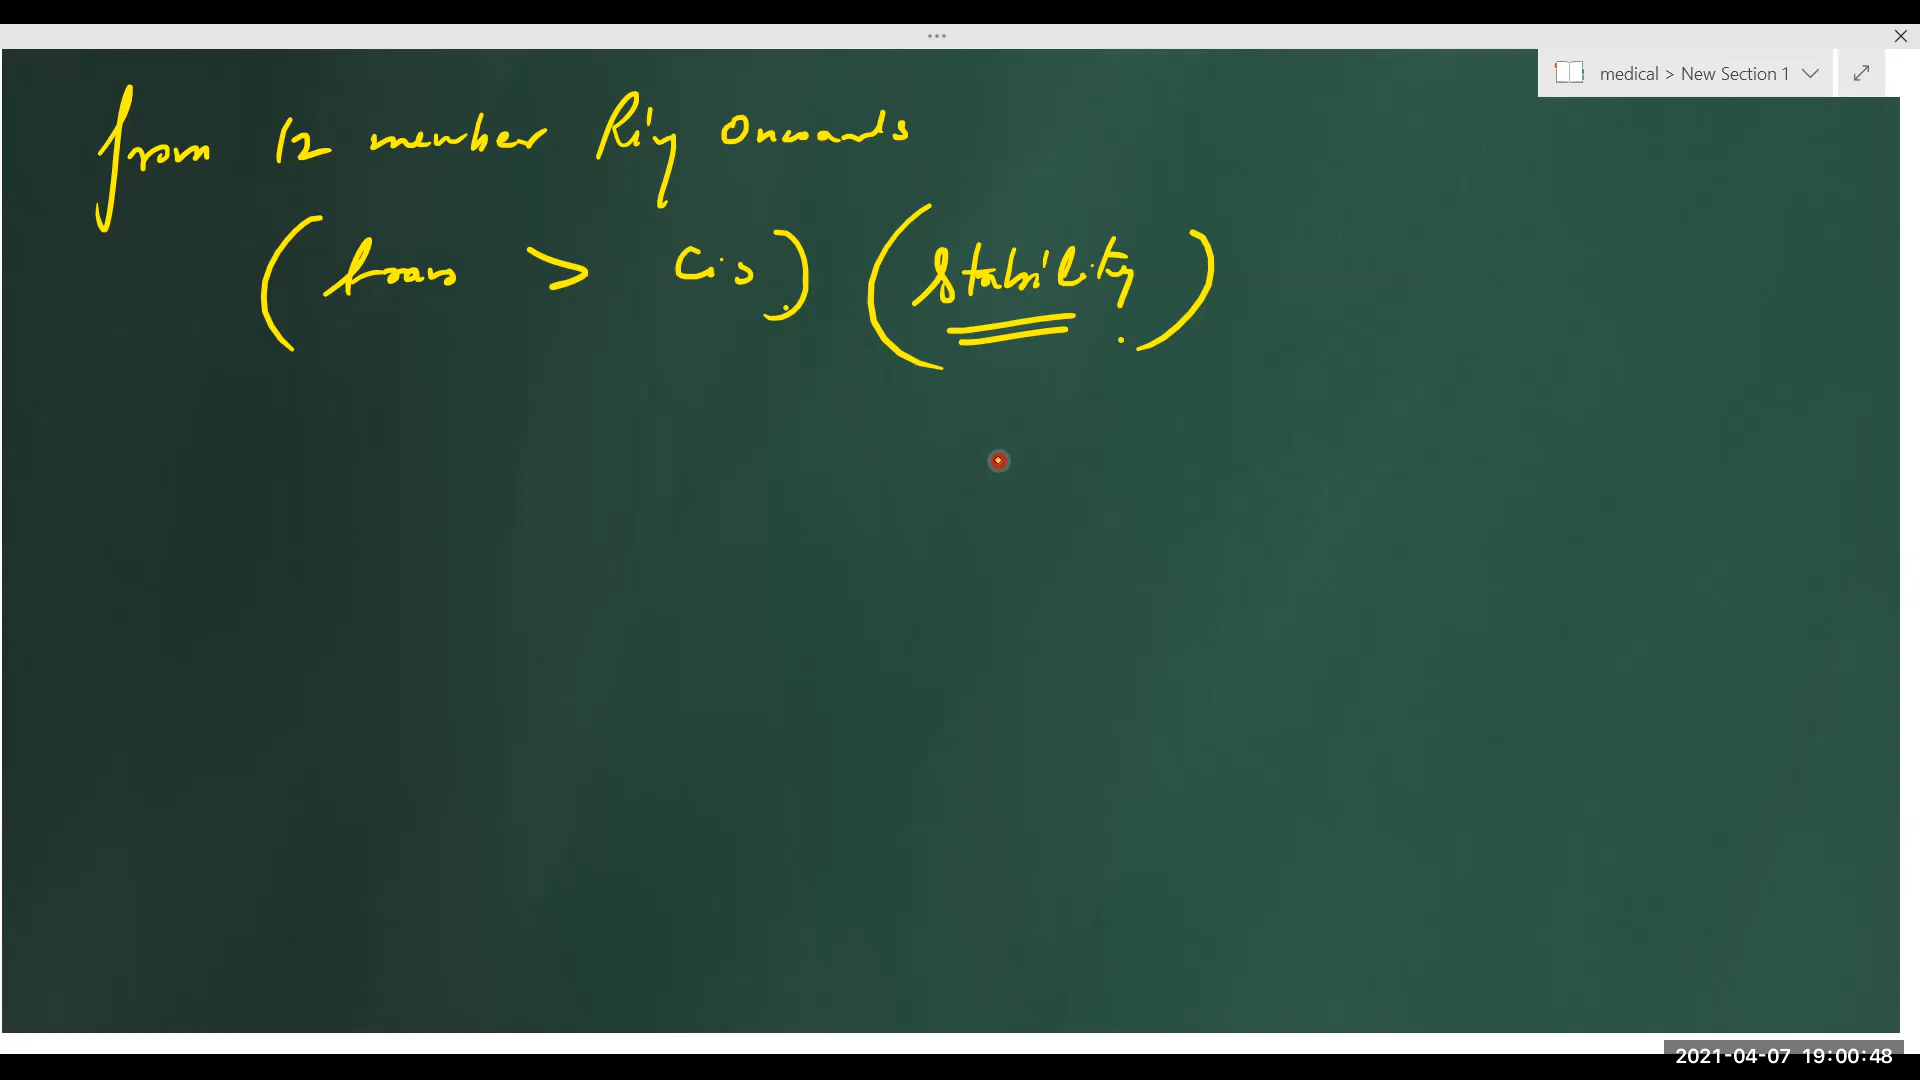 medical > New Section 1
from 12 member Ring Onwards
(trans > Cis) (Stability)
2021-04-07 19:00:48